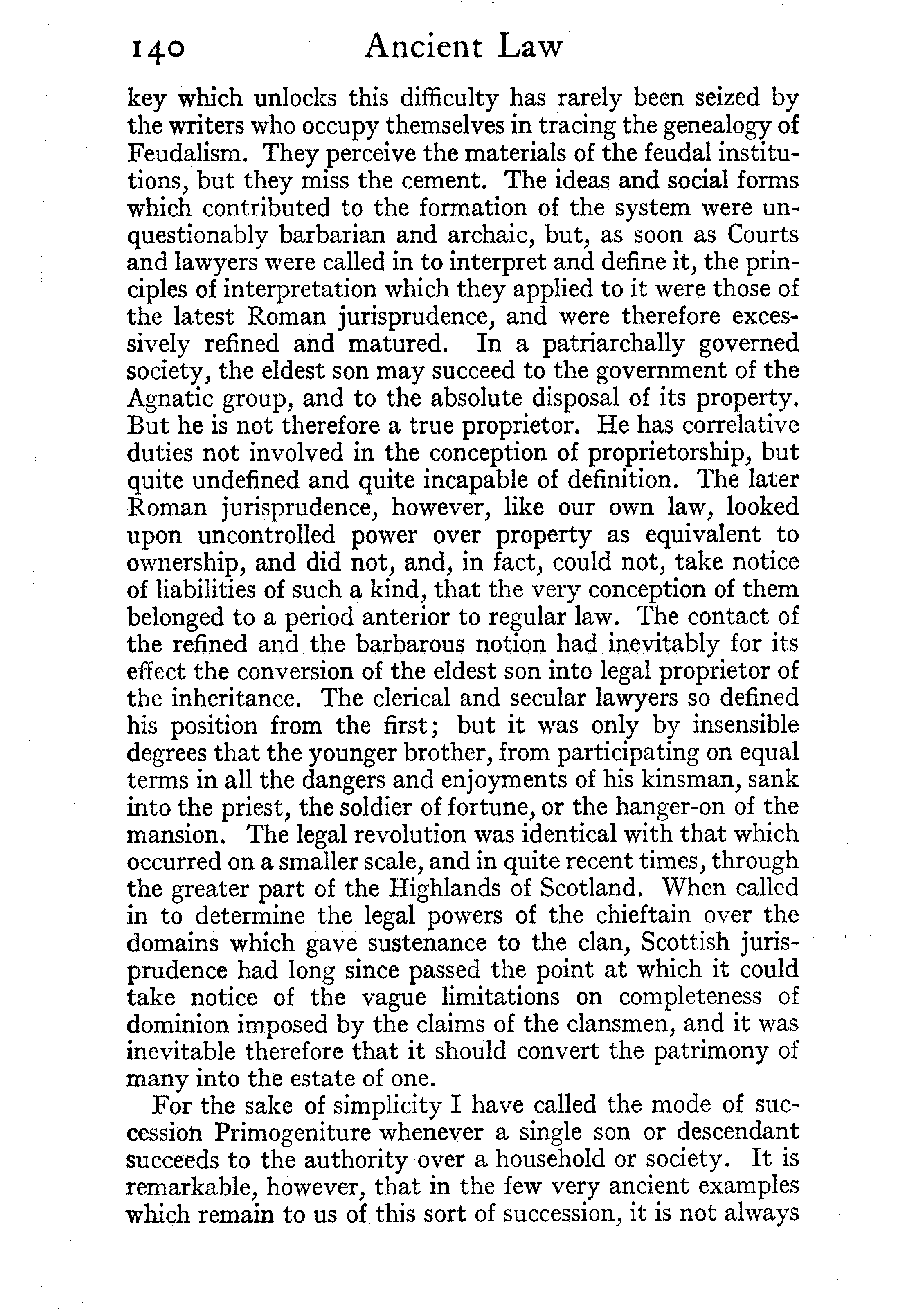 140 Ancient Law
key which unlocks this difficulty has rarely been seized by
the writers who occupy themselves in tracing the genealogy of
Feudalism. They perceive the materials of the feudal institu-
tions, but they miss the cement. The ideas and social forms
which contributed to the formation of the system were un-
questionably barbarian and archaic, but, as soon as Courts
and lawyers were called in to interpret and define it, the prin-
ciples of interpretation which they applied to it were those of
the latest Roman jurisprudence, and were therefore exces-
sively refined and matured. In a patriarchally governed
society, the eldest son may succeed to the government of the
Agnatic group, and to the absolute disposal of its property.
But he is not therefore a true proprietor. He has correlative
duties not involved in the conception of proprietorship, but
quite undefined and quite incapable of definition. The later
Roman jurisprudence, however, like our own law, looked
upon uncontrolled power over property as equivalent to
ownership, and did not, and, in fact, could not, take notice
of liabilities of such a kind, that the very conception of them
belonged to a period anterior to regular law. The contact of
the refined and the barbarous notion had inevitably for its
effect the conversion of the eldest son into legal proprietor of
the inheritance. The clerical and secular lawyers so defined
his position from the first; but it was only by insensible
degrees that the younger brother, from participating on equal
terms in all the dangers and enjoyments of his kinsman, sank
into the priest, the soldier of fortune, or the hanger-on of the
mansion. The legal revolution was identical with that which
occurred on a smaller scale, and in quite recent times, through
the greater part of the Highlands of Scotland. When called
in to determine the legal powers of the chieftain over the
domains which gave sustenance to the clan, Scottish juris-
prudence had long since passed the point at which it could
take notice of the vague limitations on completeness of
dominion imposed by the claims of the clansmen, and it was
inevitable therefore that it should convert the patrimony of
many into the estate of one.
For the sake of simplicity I have called the mode of suc-
cession Primogeniture whenever a single son or descendant
succeeds to the authority over a household or society. It is
remarkable, however, that in the few very ancient examples
which remain to us of this sort of succession, it is not always